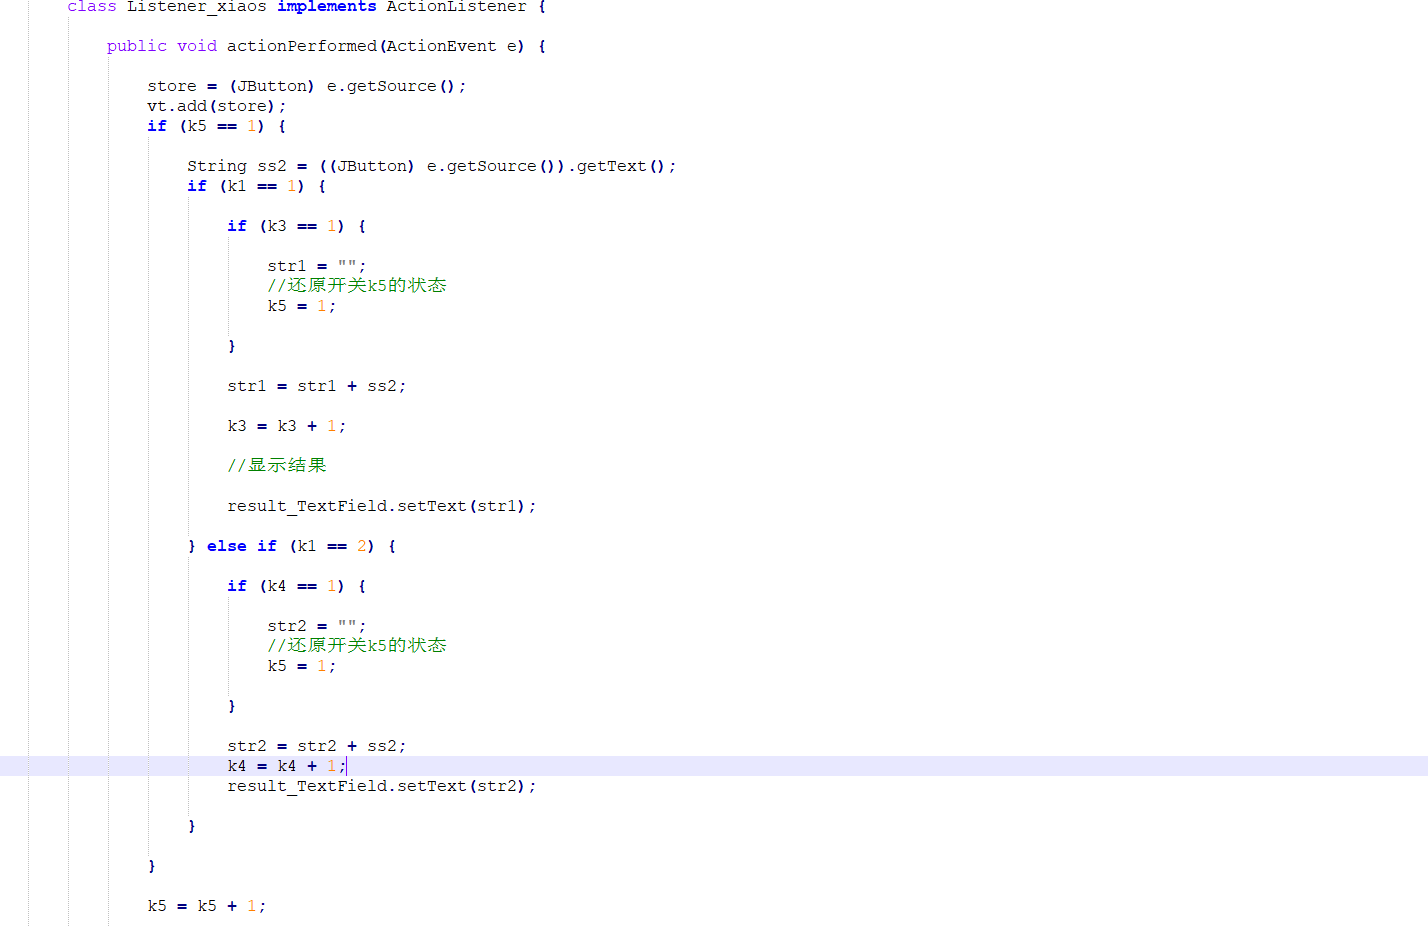 class Listener_xiaos implements ActionListener {
public void actionPerformed(ActionEvent e) {
store = (JButton) e.getSource();
vt.add(store);
if (k5 == 1) {
String ss2 = ((JButton) e.getSource()).getText();
if (k1 == 1) {
if (k3 == 1) {
str1 = "";
//还原开关k5的状态
k5 = 1;
}
str1 = str1 + ss2;
k3 = k3 + 1;
//显示结果
result_TextField.setText(str1);
} else if (k1 == 2) {
if (k4 == 1) {
str2 = "";
//还原开关k5的状态
k5 = 1;
}
str2 = str2 + ss2;
k4 = k4 + 1;
result_TextField.setText(str2);
}
}
k5 = k5 + 1;